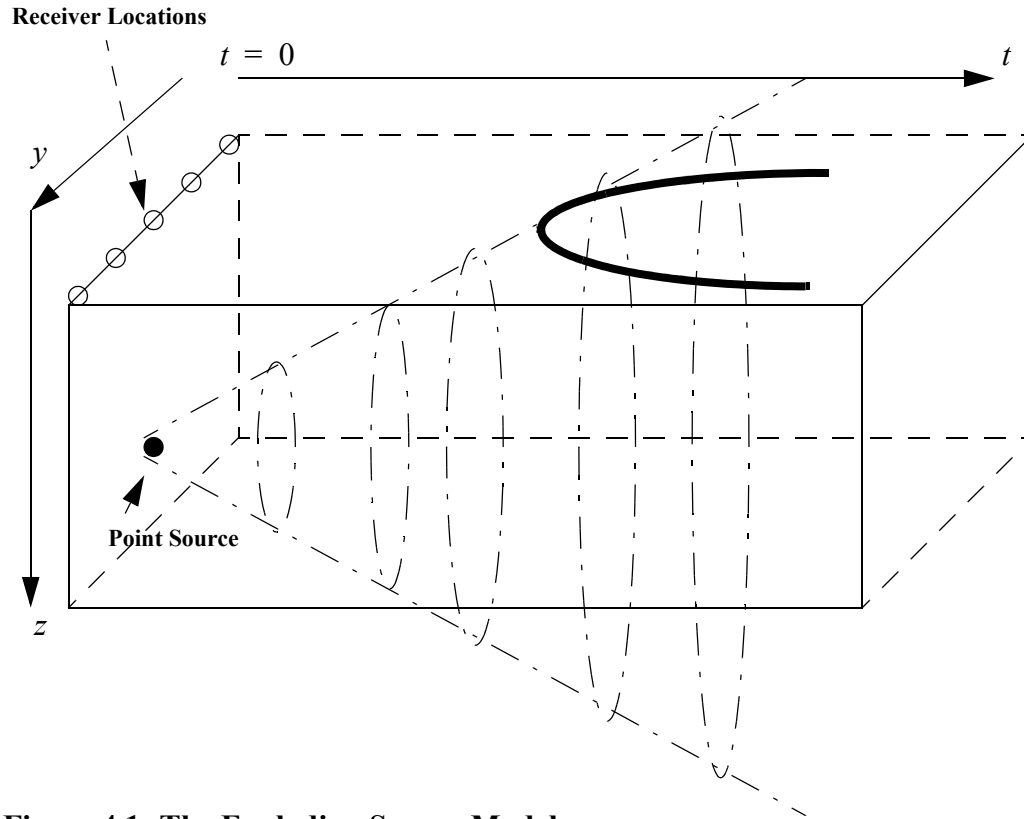 Receiver Locations
t = 0
t
y
Point Source
z
Figure 4.1: The Exploding Source Model